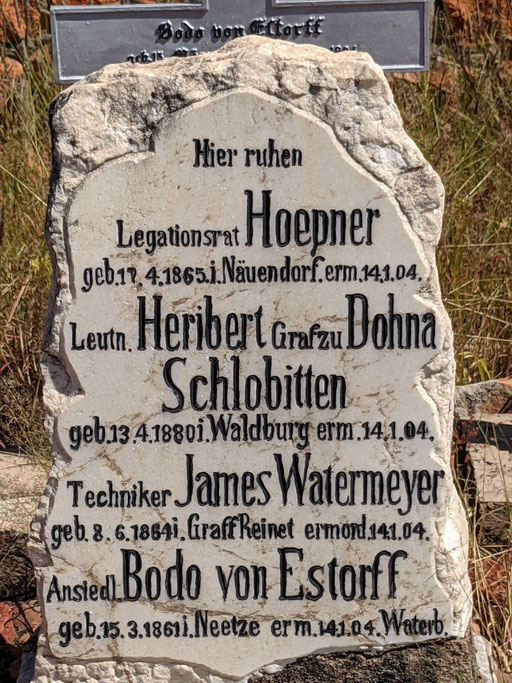 Bodo von Estorff
geb. 15.
Hier ruhen
Legationsrat Hoepner
geb. 17. 4. 1865. i. Näuendorf. erm. 14.1.04.
Leutn. Heribert Graf zu Dohna
Schlobitten
geb. 13. 4. 1880 i. Waldburg erm. 14.1.04.
Techniker James Watermeyer
geb. 8. 6. 1864 i. Graff Reinet ermord. 14.1.04.
Ansiedl. Bodo von Estorff
geb. 15. 3. 1861 i. Neetze erm. 14.1.04. Waterb.